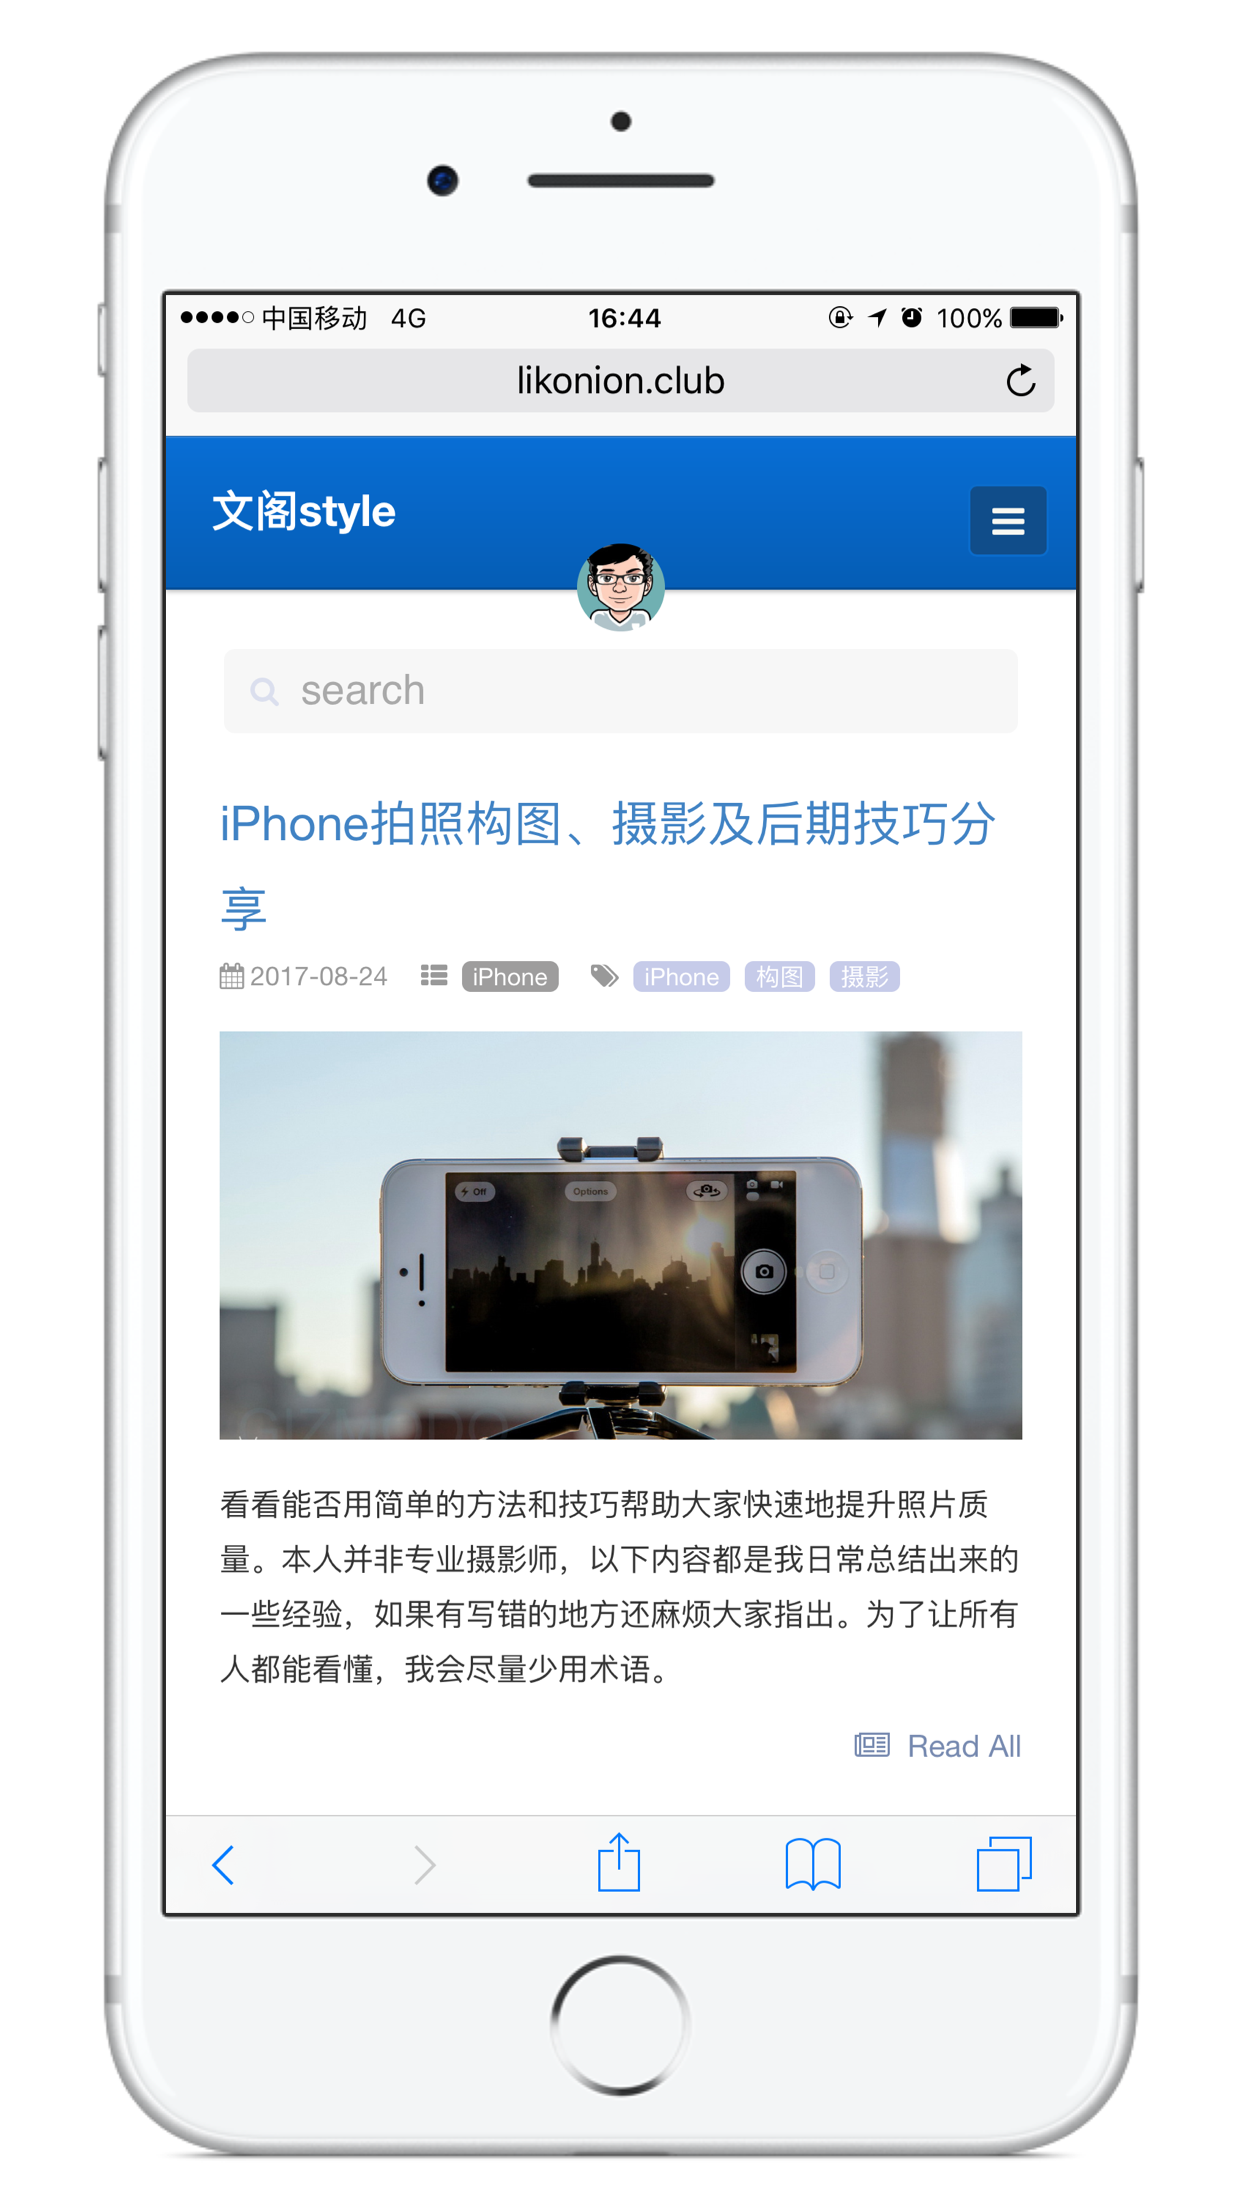 中国移动 4G 16:44 100%
likonion.club
文阁style
search
iPhone拍照构图、摄影及后期技巧分
享
2017-08-24 iPhone iPhone 构图 摄影
Off Options
GIZMODO
看看能否用简单的方法和技巧帮助大家快速地提升照片质
量。本人并非专业摄影师，以下内容都是我日常总结出来的
一些经验，如果有写错的地方还麻烦大家指出。为了让所有
人都能看懂，我会尽量少用术语。
Read All